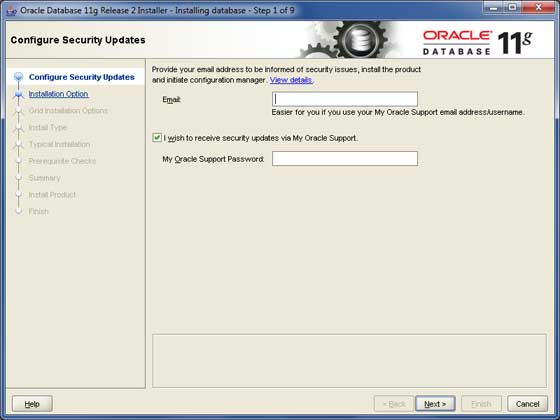 Oracle Database 11g Release 2 Installer - Installing database - Step 1 of 9
Configure Security Updates
ORACLE
DATABASE
11g
Configure Security Updates
Installation Option
Grid Installation Options
Install Type
Typical Installation
Prerequisite Checks
Summary
Install Product
Finish
Provide your email address to be informed of security issues, install the product
and initiate configuration manager. View details.
Email:
Easier for you if you use your My Oracle Support email address/username.
I wish to receive security updates via My Oracle Support.
My Oracle Support Password:
Help
< Back
Next >
Finish
Cancel